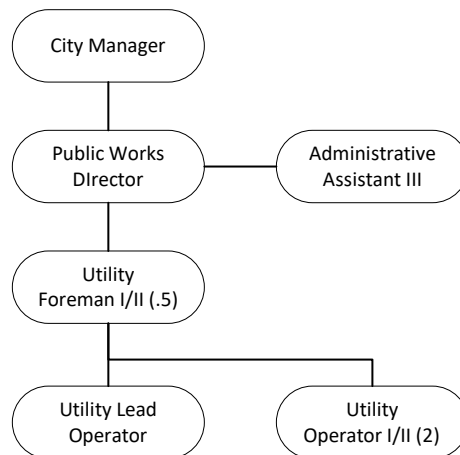 City Manager
Public Works
DIrector
Administrative
Assistant III
Utility
Foreman I/II (.5)
Utility Lead
Operator
Utility
Operator I/II (2)